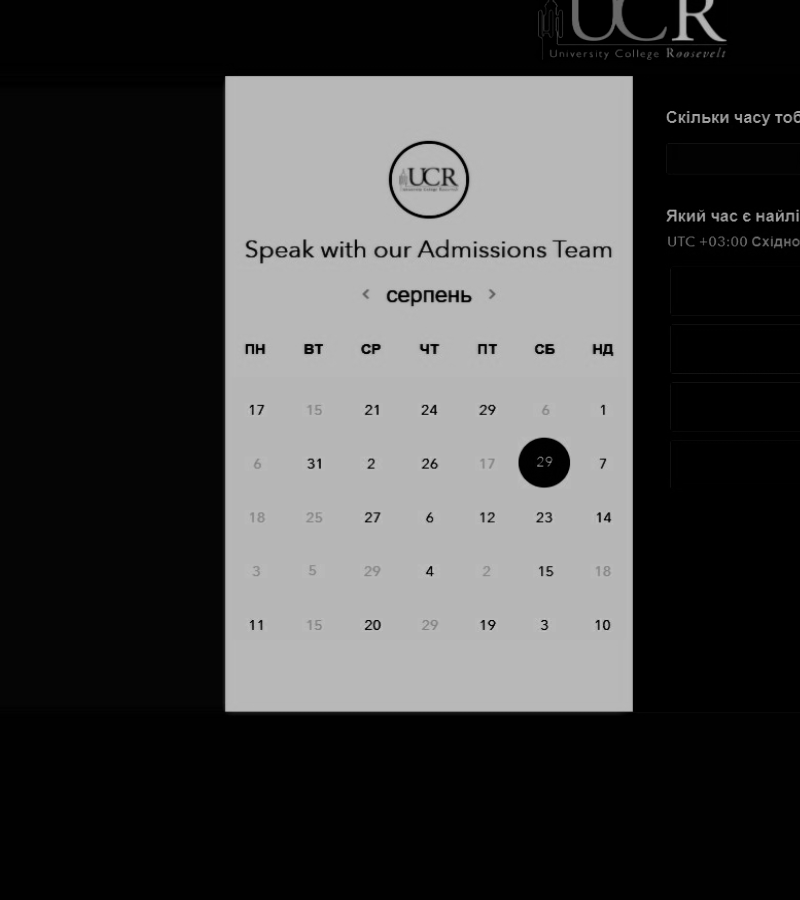 UCR
University College Roosevelt
UCR
Speak with our Admissions Team
< серпень >
ПН ВТ СР ЧТ ПТ СБ НД
17 15 21 24 29 6 1
6 31 2 26 17 29 7
18 25 27 6 12 23 14
3 5 29 4 2 15 18
11 15 20 29 19 3 10
Скільки часу тоб
Який час є найлі
UTC +03:00 Східно